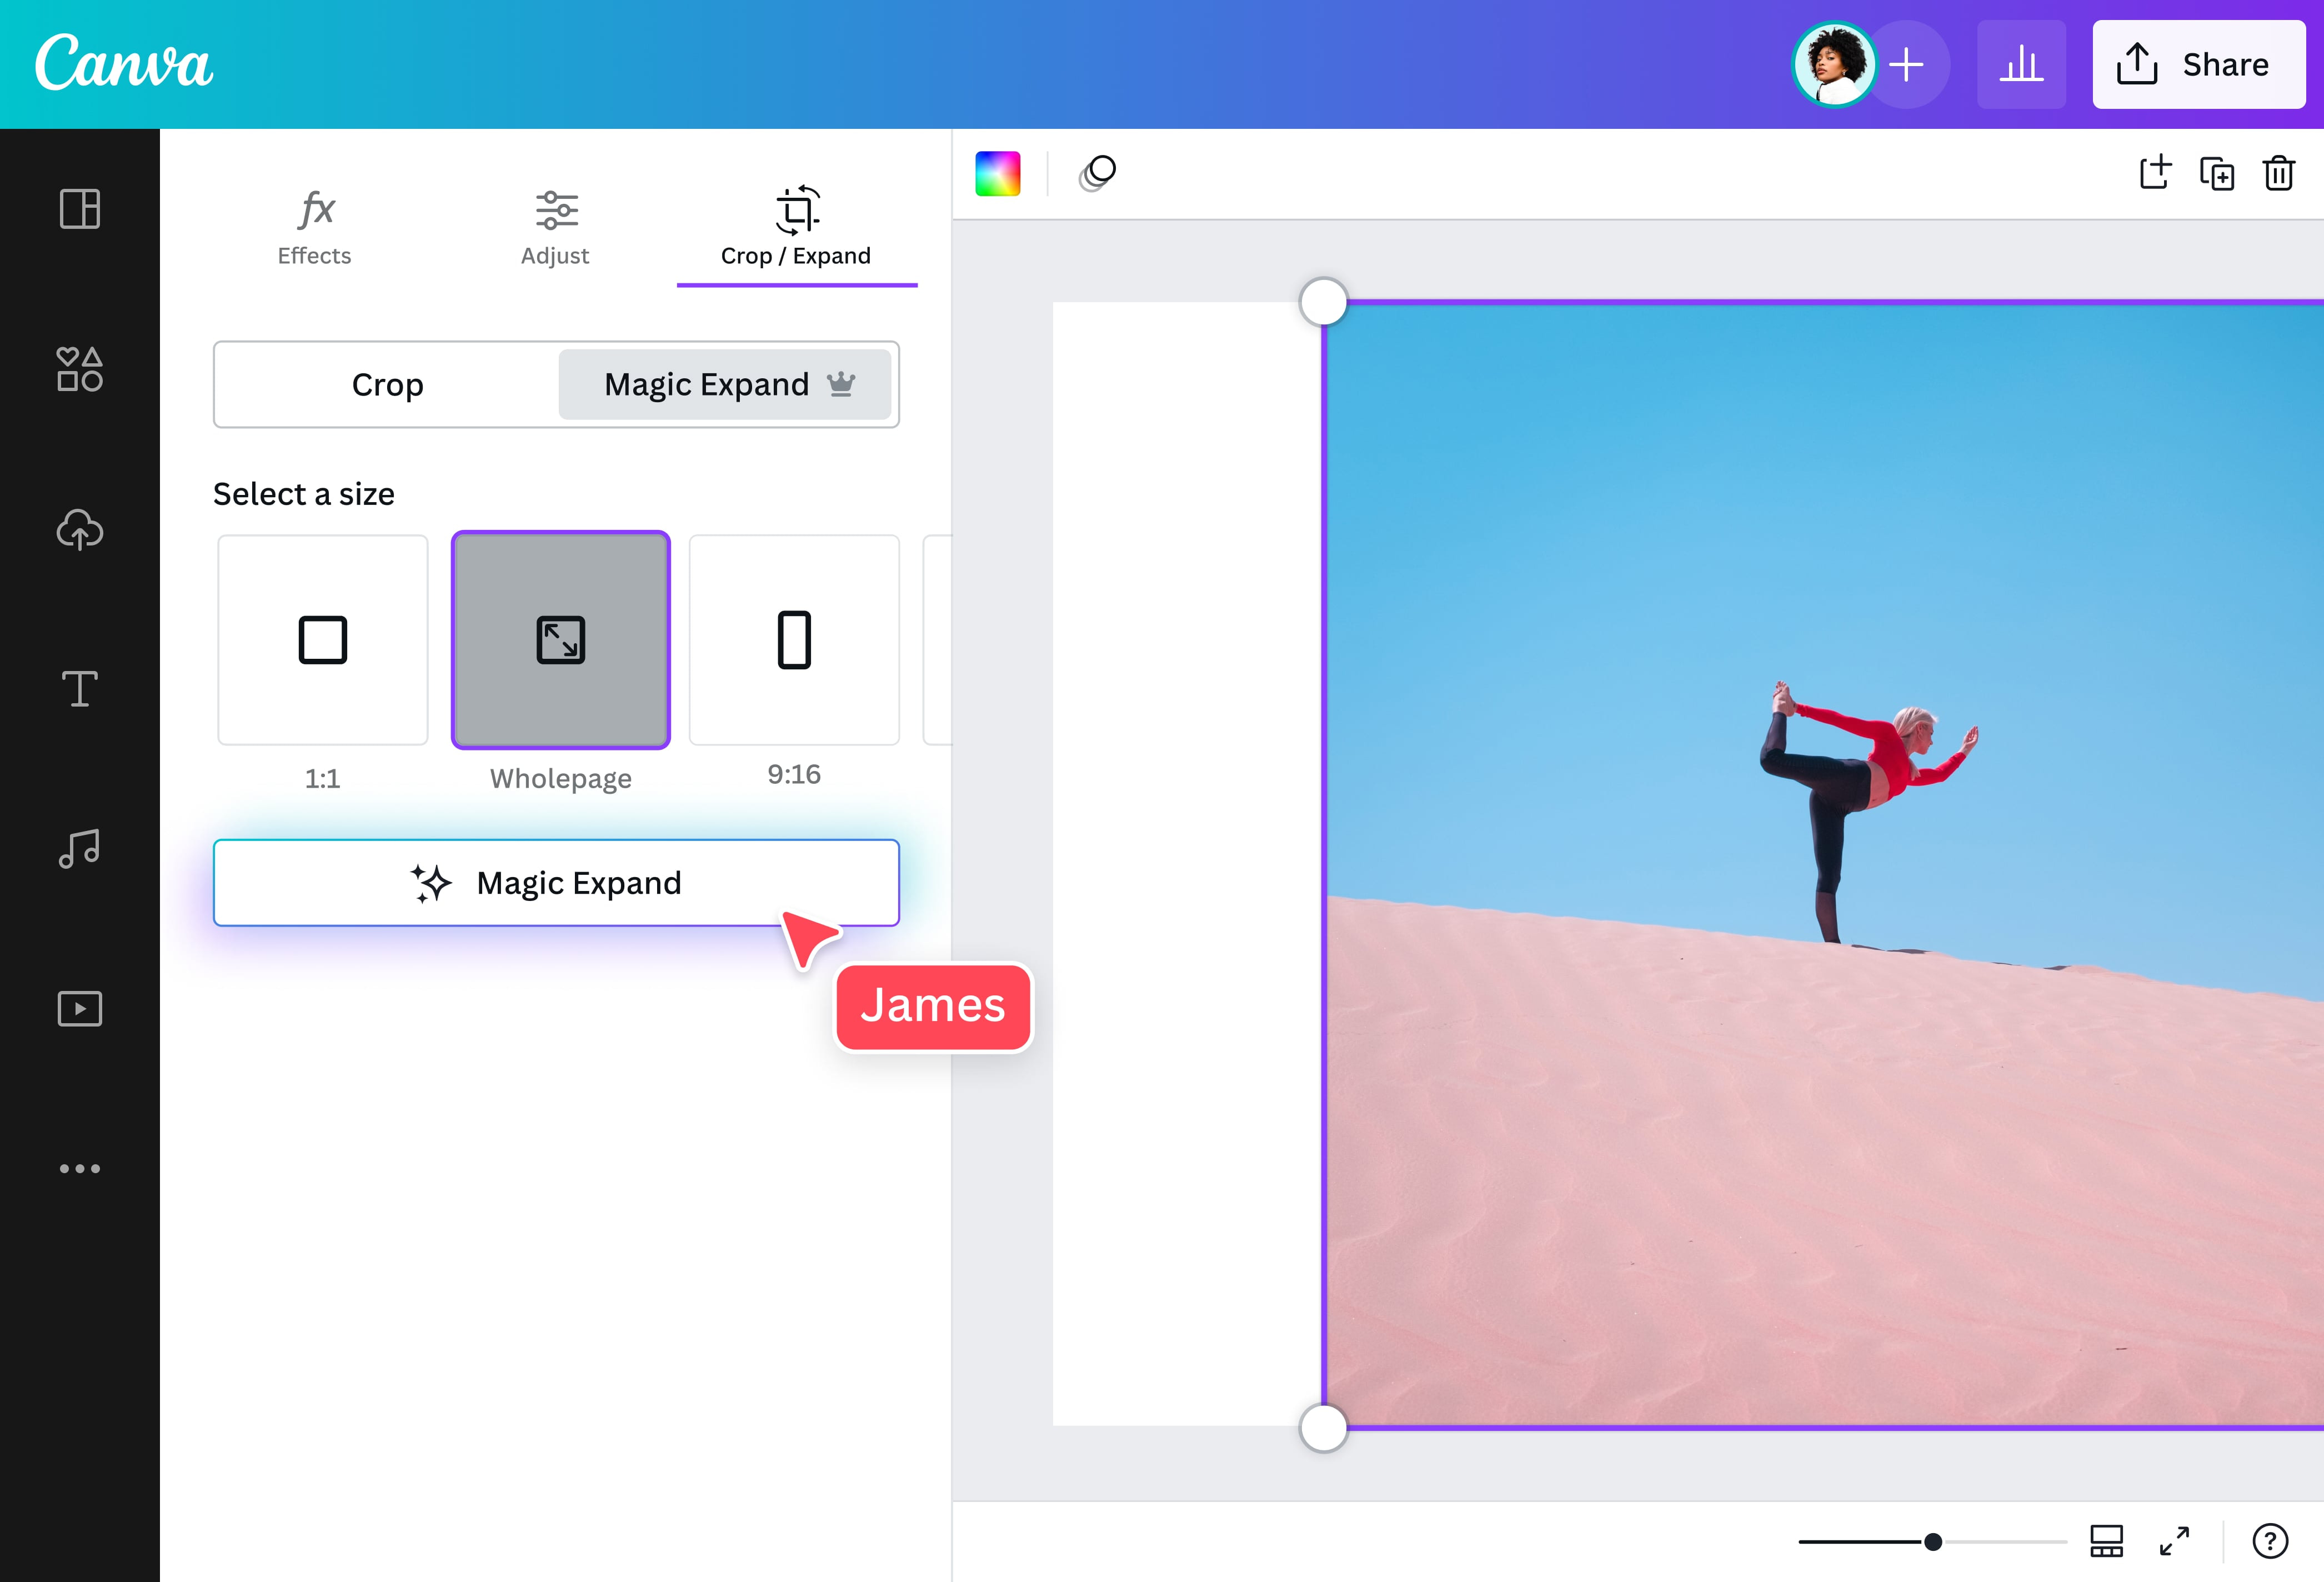 Canva
Share
Effects
Adjust
Crop / Expand
Crop
Magic Expand
Select a size
1:1
Wholepage
9:16
Magic Expand
James